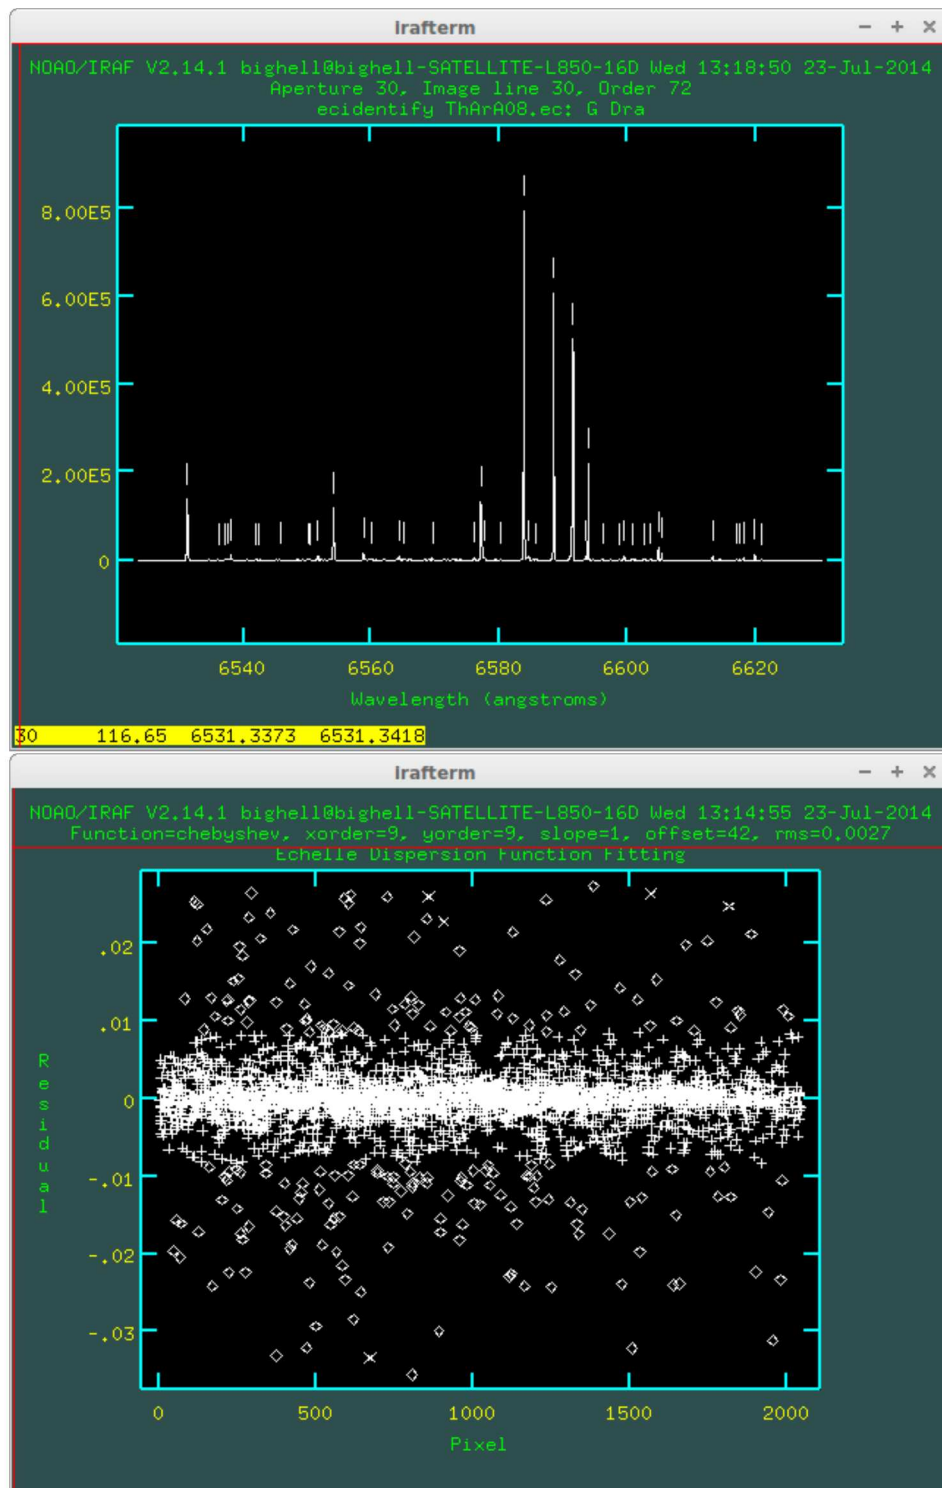 Irafterm
NOAO/IRAF V2.14.1 bighell@bighell-SATELLITE-L850-16D Wed 13:18:50 23-Jul-2014
Aperture 30, Image line 30, Order 72
ecidentify ThArA08.ec: G Dra
8.00E5
6.00E5
4.00E5
2.00E5
0
6540 6560 6580 6600 6620
Wavelength (angstroms)
30 116.65 6531.3373 6531.3418
Irafterm
NOAO/IRAF V2.14.1 bighell@bighell-SATELLITE-L850-16D Wed 13:14:55 23-Jul-2014
Function=chebyshev, xorder=9, yorder=9, slope=1, offset=42, rms=0.0027
Echelle Dispersion Function Fitting
.02
.01
0
-.01
-.02
-.03
Residual
0 500 1000 1500 2000
Pixel